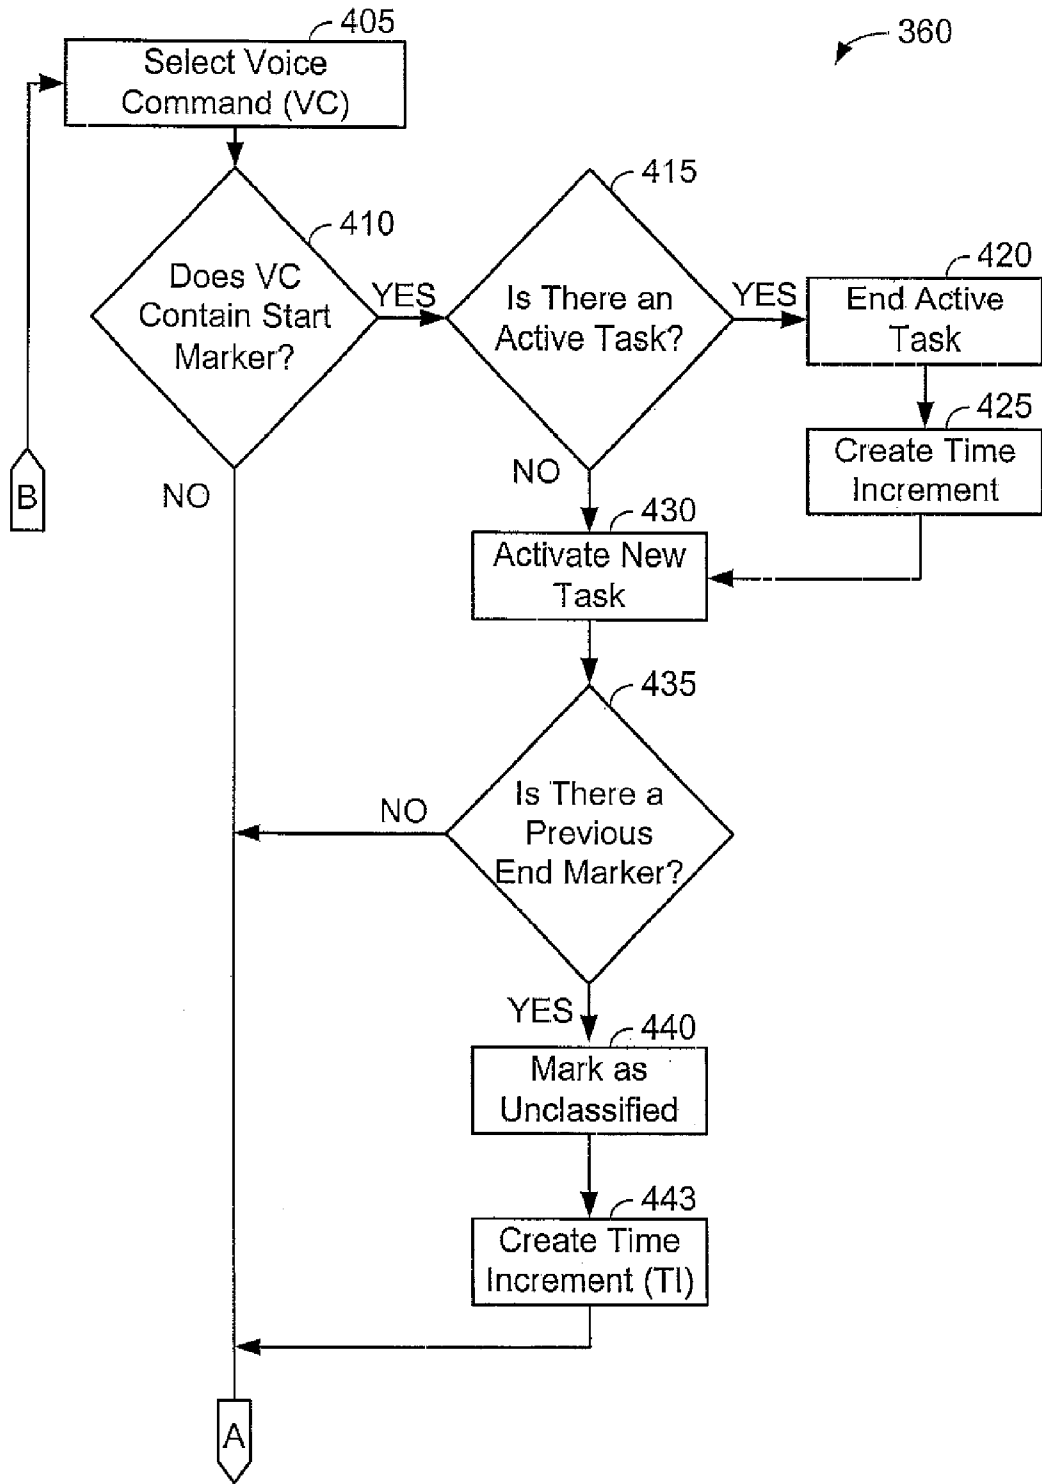 405
360
Select Voice
Command (VC)
415
410
Does VC
Contain Start
Marker?
YES
Is There an
Active Task?
YES
420
End Active
Task
425
Create Time
Increment
B
NO
NO
430
Activate New
Task
435
Is There a
Previous
End Marker?
NO
YES
440
Mark as
Unclassified
443
Create Time
Increment (TI)
A